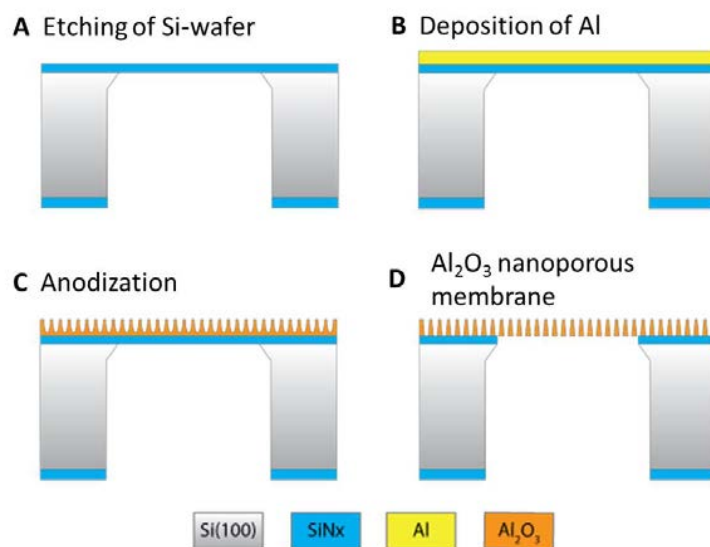 A Etching of Si-wafer
B Deposition of Al
C Anodization
D Al₂O₃ nanoporous
membrane
Si(100)
SiNx
Al
Al₂O₃